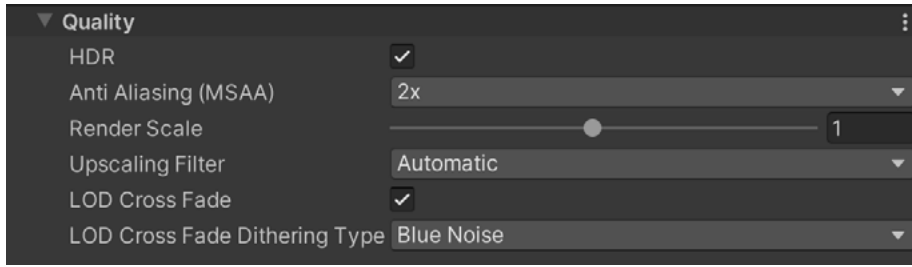 Quality
HDR
Anti Aliasing (MSAA) 2x
Render Scale 1
Upscaling Filter Automatic
LOD Cross Fade
LOD Cross Fade Dithering Type Blue Noise